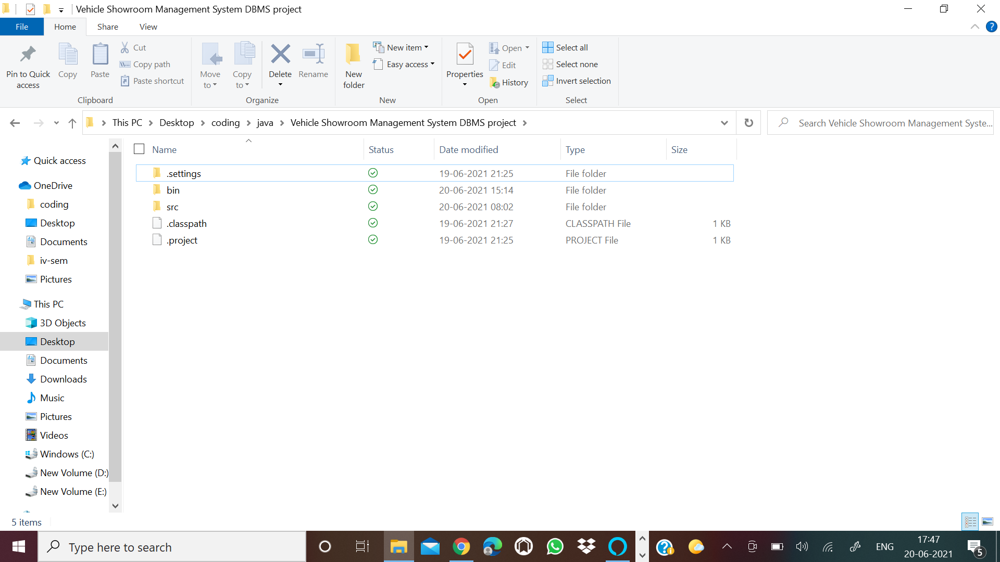 Vehicle Showroom Management System DBMS project
File Home Share View
Pin to Quick access
Copy
Paste
Cut
Copy path
Paste shortcut
Clipboard
Move to
Copy to
Delete
Rename
Organize
New folder
New item
Easy access
New
Properties
Open
Edit
History
Open
Select all
Select none
Invert selection
Select
This PC > Desktop > coding > java > Vehicle Showroom Management System DBMS project >
Search Vehicle Showroom Management Syste...
Quick access
OneDrive
coding
Desktop
Documents
iv-sem
Pictures
This PC
3D Objects
Desktop
Documents
Downloads
Music
Pictures
Videos
Windows (C:)
New Volume (D:)
New Volume (E:)
Name Status Date modified Type Size
.settings 19-06-2021 21:25 File folder
bin 20-06-2021 15:14 File folder
src 20-06-2021 08:02 File folder
.classpath 19-06-2021 21:27 CLASSPATH File 1 KB
.project 19-06-2021 21:25 PROJECT File 1 KB
5 items
Type here to search
ENG
17:47
20-06-2021
5